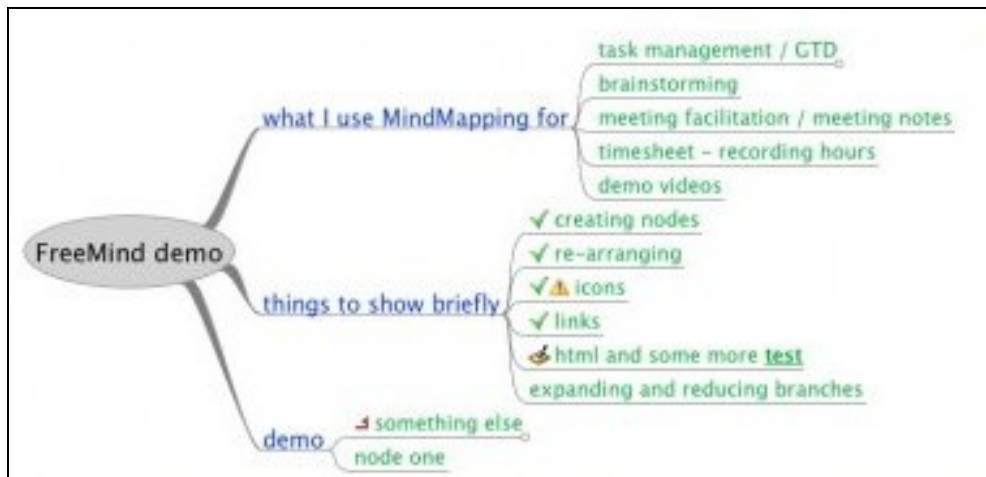 FreeMind demo
what I use MindMapping for
task management / GTD
brainstorming
meeting facilitation / meeting notes
timesheet - recording hours
demo videos
things to show briefly
creating nodes
re-arranging
icons
links
html and some more test
expanding and reducing branches
demo
something else
node one